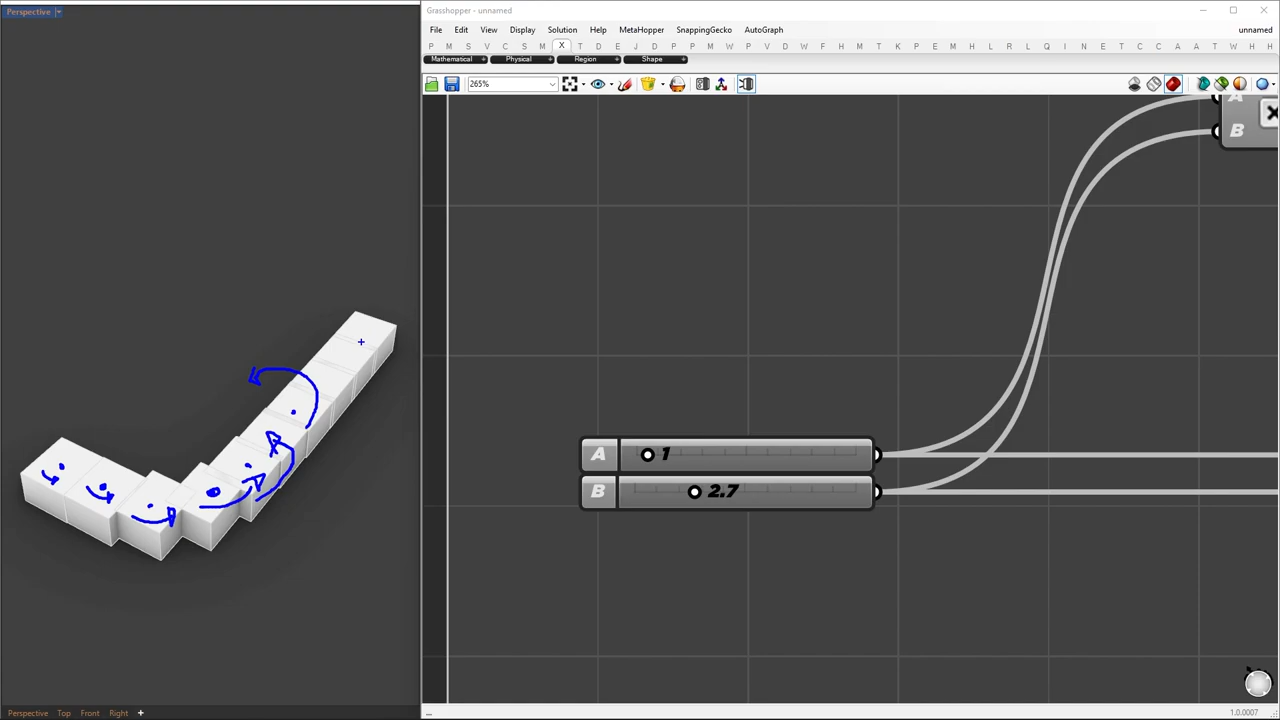 Perspective
Grasshopper - unnamed
File Edit View Display Solution Help MetaHopper SnappingGecko AutoGraph unnamed
P M S V C S M X T D P B L F H E D K F H L D P P M W C B H M T K P E D M S A I L R Q T C A A W H H
Mathematical + Physical + Region + Shape +
265%
A
B
A 1
B 2.7
Perspective Top Front Right
... 1.0.0007